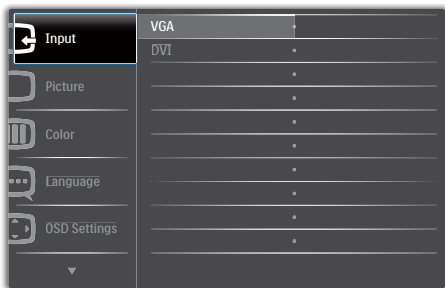 Input
Picture
Color
Language
OSD Settings
VGA
DVI